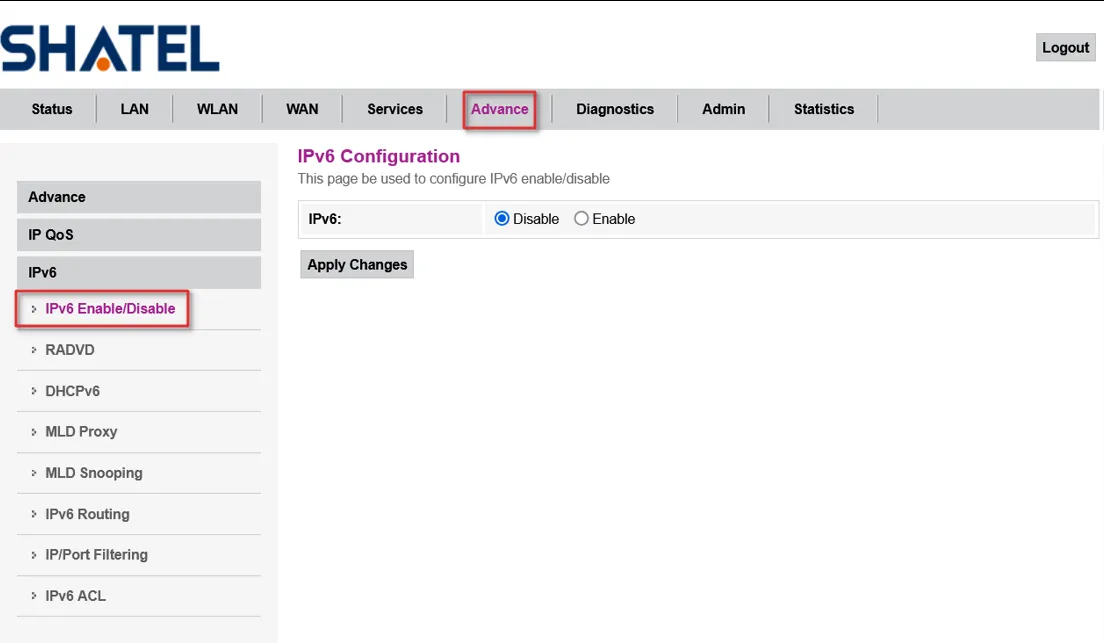 SHATEL
Logout
Status LAN WLAN WAN Services Advance Diagnostics Admin Statistics
IPv6 Configuration
This page be used to configure IPv6 enable/disable
IPv6: Disable Enable
Apply Changes
Advance
IP QoS
IPv6
IPv6 Enable/Disable
RADVD
DHCPv6
MLD Proxy
MLD Snooping
IPv6 Routing
IP/Port Filtering
IPv6 ACL